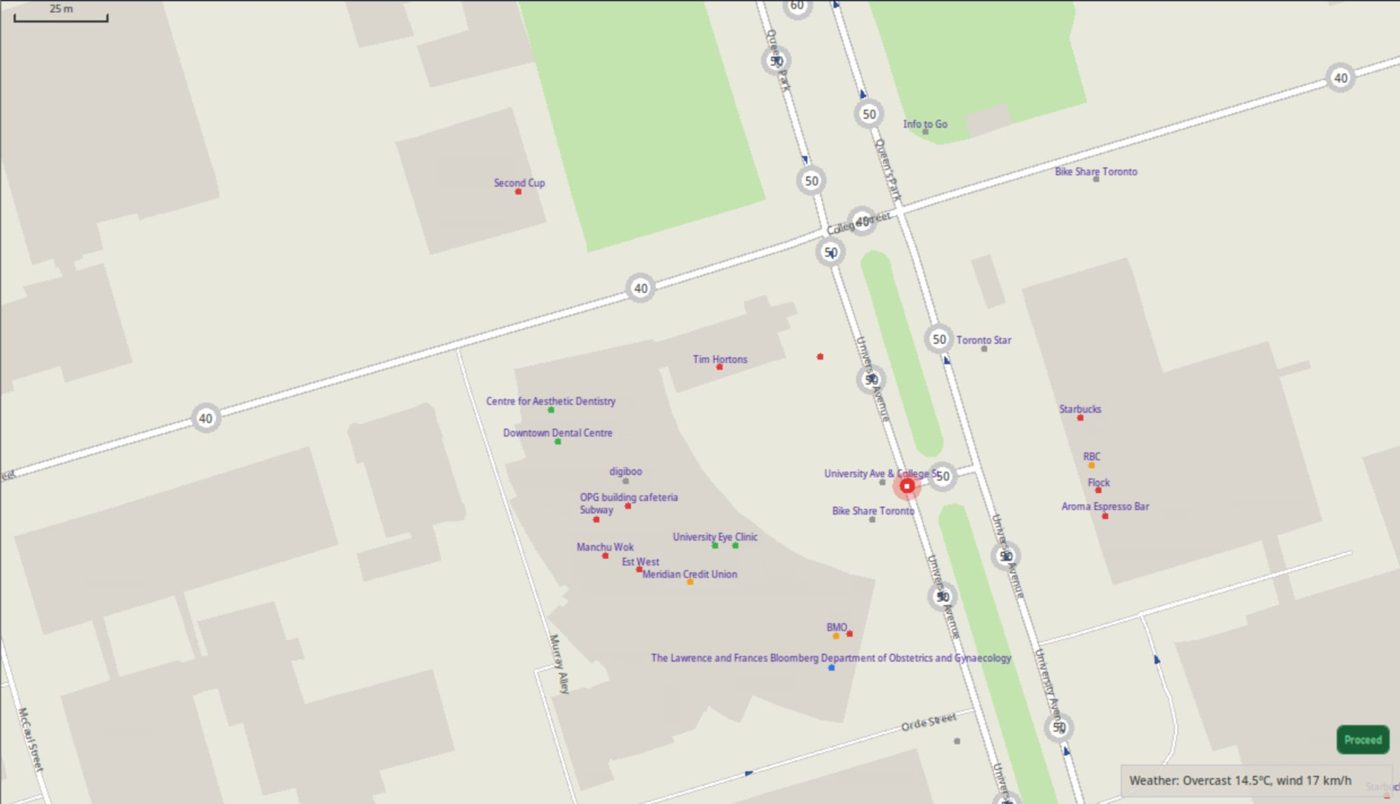 25 m
60
50
Queen's Park
40
50
Info to Go
Queen's Park
Bike Share Toronto
Second Cup
50
College Street
40
50
40
50
Toronto Star
University Avenue
Tim Hortons
50
Centre for Aesthetic Dentistry
Starbucks
40
Downtown Dental Centre
RBC
digiboo
University Ave & College S
50
Flock
OPG building cafeteria
Subway
Bike Share Toronto
Aroma Espresso Bar
University Eye Clinic
Manchu Wok
Est West
Meridian Credit Union
University Avenue
50
University Avenue
50
BMO
The Lawrence and Frances Bloomberg Department of Obstetrics and Gynaecology
Murray Alley
University Avenue
McCaul Street
Orde Street
50
Proceed
Weather: Overcast 14.5°C, wind 17 km/h